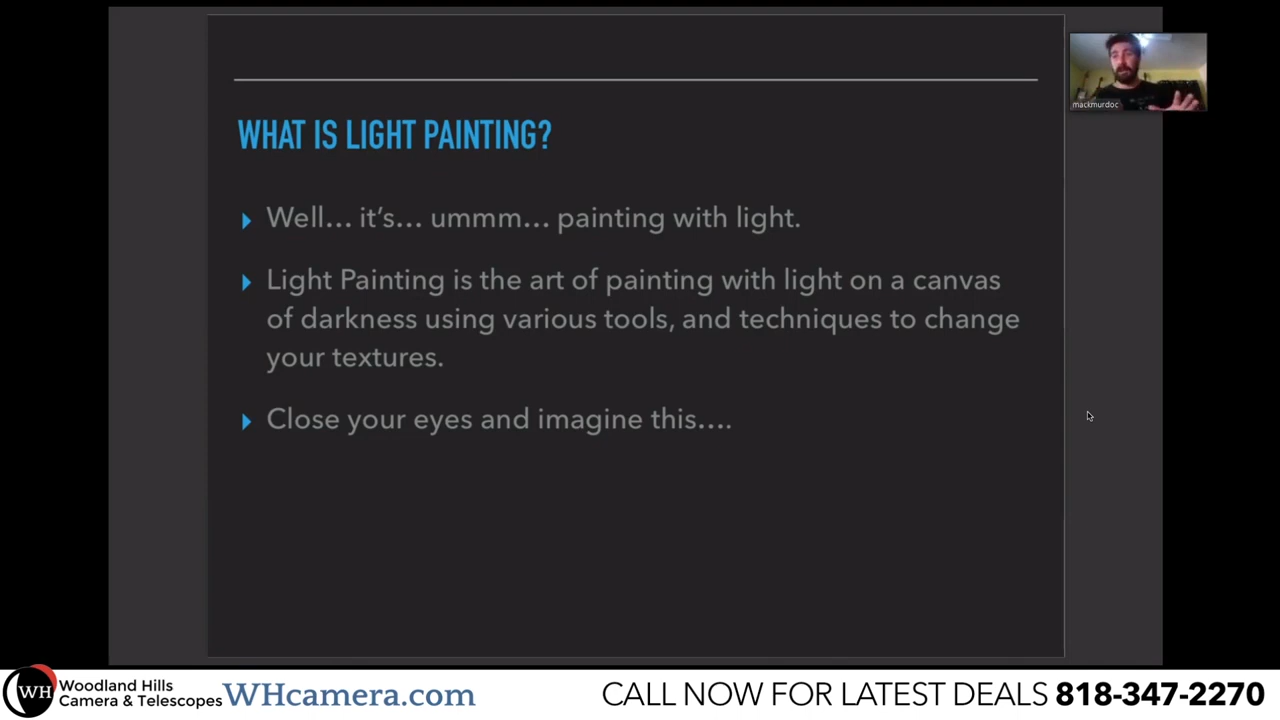 mackmurdoc
WHAT IS LIGHT PAINTING?
Well... it's... ummm... painting with light.
Light Painting is the art of painting with light on a canvas
of darkness using various tools, and techniques to change
your textures.
Close your eyes and imagine this....
WH
Woodland Hills
Camera & Telescopes
WHcamera.com
CALL NOW FOR LATEST DEALS 818-347-2270